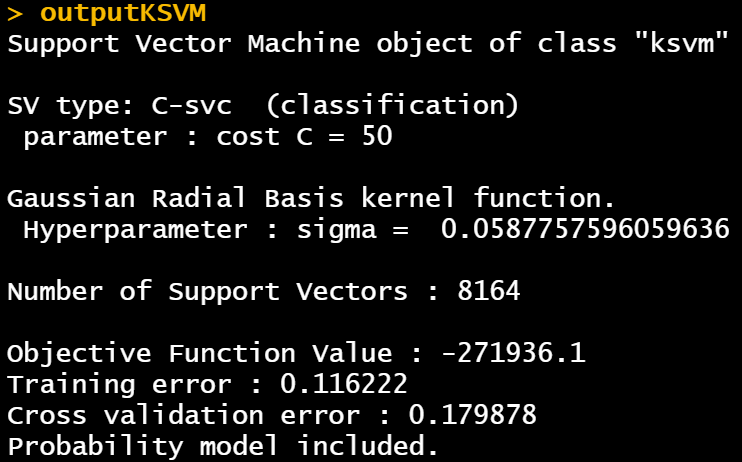 > outputKSVM
Support Vector Machine object of class "ksvm"
SV type: C-svc  (classification)
 parameter : cost C = 50
Gaussian Radial Basis kernel function.
 Hyperparameter : sigma =  0.0587757596059636
Number of Support Vectors : 8164
Objective Function Value : -271936.1
Training error : 0.116222
Cross validation error : 0.179878
Probability model included.